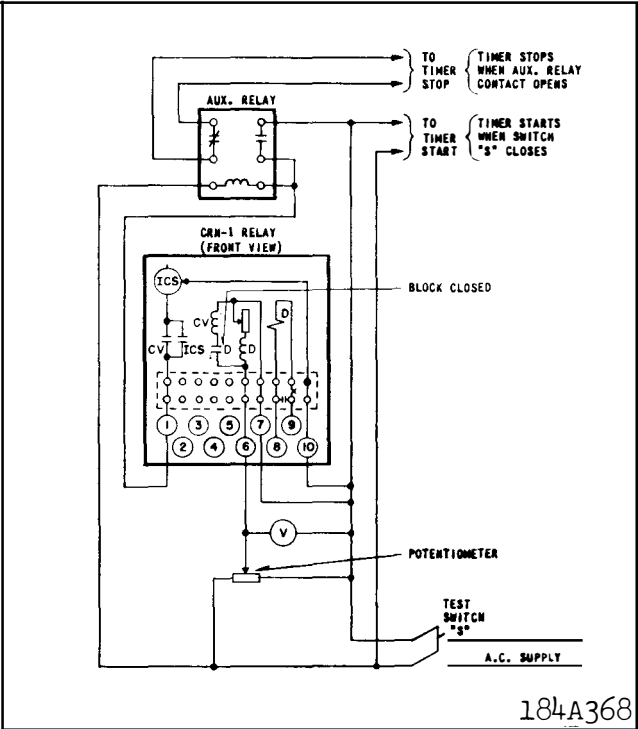 TO TIMER STOP
TIMER STOPS WHEN AUX. RELAY CONTACT OPENS
AUX. RELAY
TO TIMER START
TIMER STARTS WHEN SWITCH "S" CLOSES
CRN-1 RELAY
(FRONT VIEW)
ICS
BLOCK CLOSED
CV
D
D
CV
ICS
D
1
3
5
7
9
2
4
6
8
10
V
POTENTIOMETER
TEST
SWITCH
"S"
A.C. SUPPLY
184A368